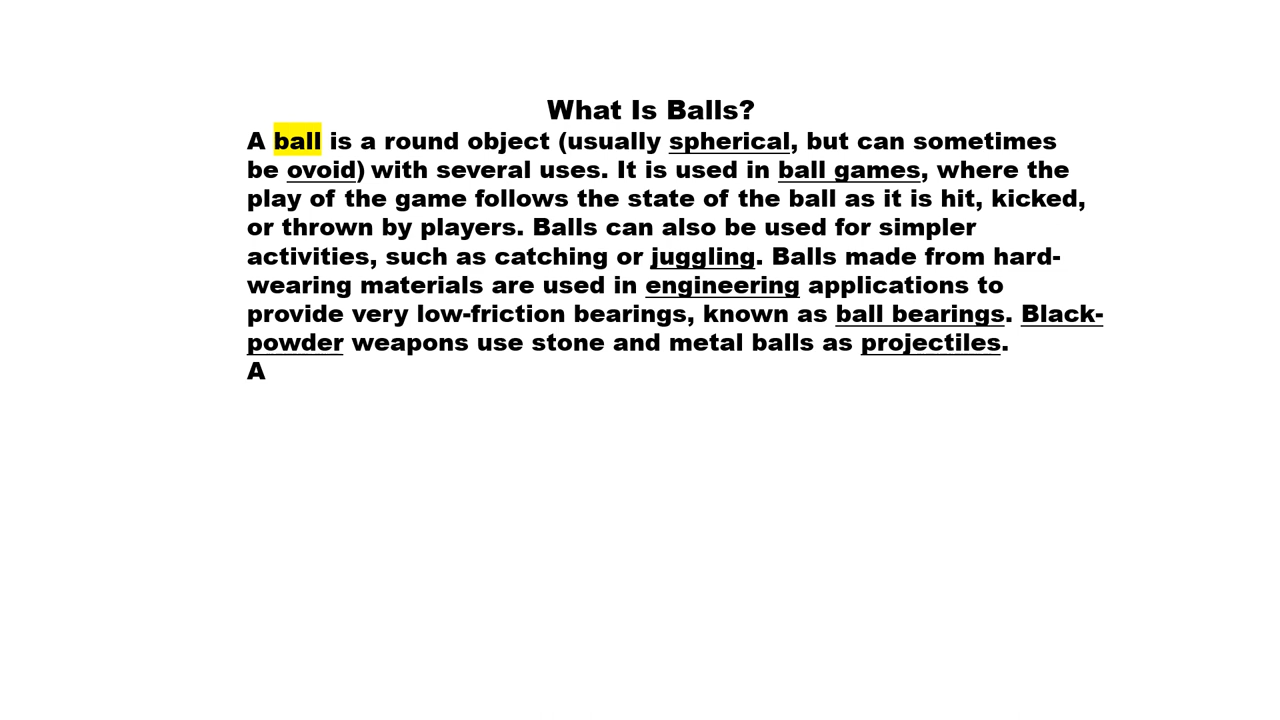 What Is Balls?
A ball is a round object (usually spherical, but can sometimes
be ovoid) with several uses. It is used in ball games, where the
play of the game follows the state of the ball as it is hit, kicked,
or thrown by players. Balls can also be used for simpler
activities, such as catching or juggling. Balls made from hard-
wearing materials are used in engineering applications to
provide very low-friction bearings, known as ball bearings. Black-
powder weapons use stone and metal balls as projectiles.
A